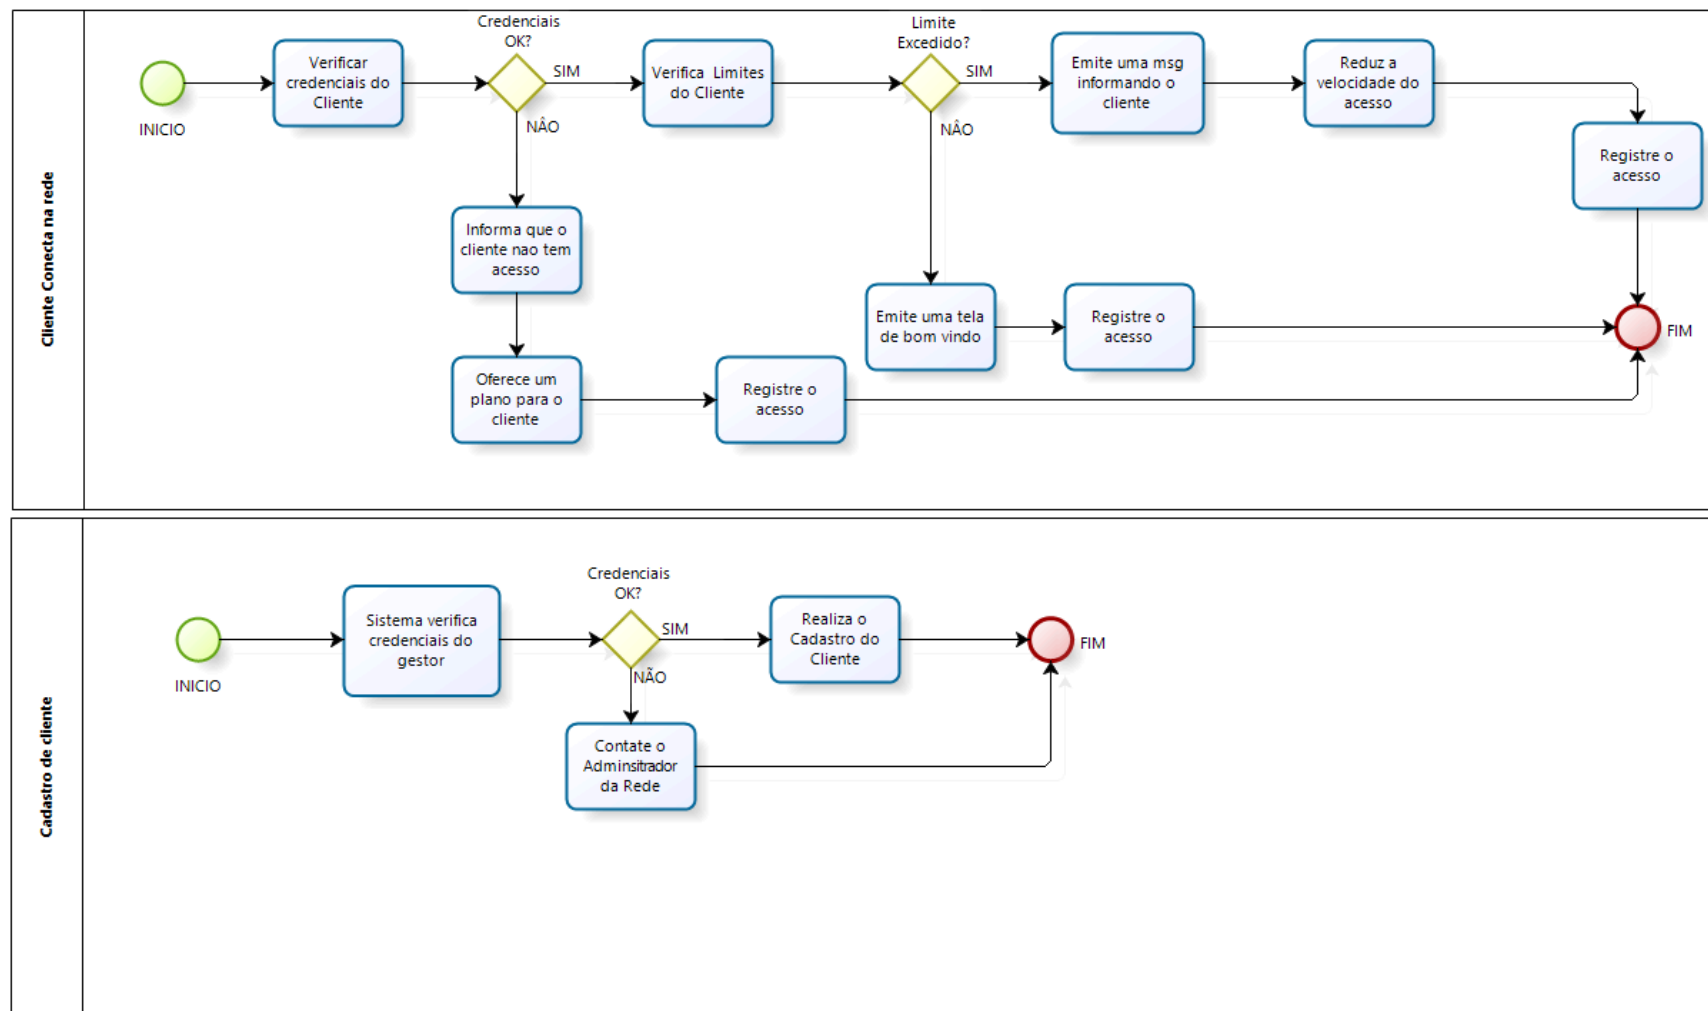 Cliente Conecta na rede
INICIO
Verificar
credenciais do
Cliente
Credenciais
OK?
SIM
NÂO
Verifica  Limites
do Cliente
Limite
Excedido?
SIM
NÂO
Emite uma msg
informando o
cliente
Reduz a
velocidade do
acesso
Registre o
acesso
Informa que o
cliente nao tem
acesso
Emite uma tela
de bom vindo
Registre o
acesso
FIM
Oferece um
plano para o
cliente
Registre o
acesso
Cadastro de cliente
INICIO
Sistema verifica
credenciais do
gestor
Credenciais
OK?
SIM
NÃO
Realiza o
Cadastro do
Cliente
FIM
Contate o
Adminsitrador
da Rede